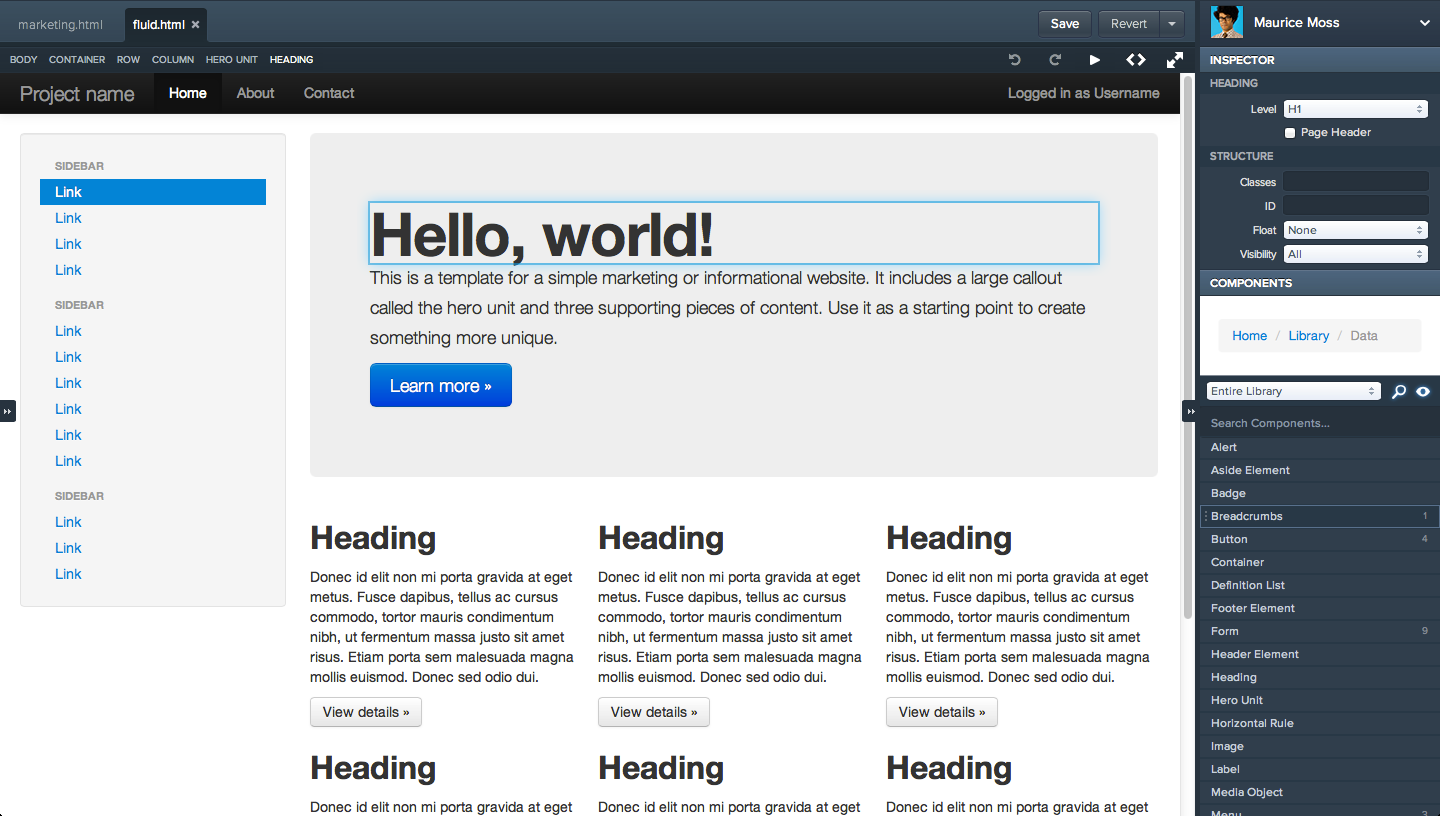 marketing.html fluid.html × Save Revert
Maurice Moss
BODY CONTAINER ROW COLUMN HERO UNIT HEADING
Project name Home About Contact Logged in as Username
SIDEBAR
Link
Link
Link
Link
SIDEBAR
Link
Link
Link
Link
Link
Link
SIDEBAR
Link
Link
Link
Hello, world!
This is a template for a simple marketing or informational website. It includes a large callout
called the hero unit and three supporting pieces of content. Use it as a starting point to create
something more unique.
Learn more »
Heading
Donec id elit non mi porta gravida at eget
metus. Fusce dapibus, tellus ac cursus
commodo, tortor mauris condimentum
nibh, ut fermentum massa justo sit amet
risus. Etiam porta sem malesuada magna
mollis euismod. Donec sed odio dui.
View details »
Heading
Donec id elit non mi porta gravida at eget
metus. Fusce dapibus, tellus ac cursus
commodo, tortor mauris condimentum
nibh, ut fermentum massa justo sit amet
risus. Etiam porta sem malesuada magna
mollis euismod. Donec sed odio dui.
View details »
Heading
Donec id elit non mi porta gravida at eget
metus. Fusce dapibus, tellus ac cursus
commodo, tortor mauris condimentum
nibh, ut fermentum massa justo sit amet
risus. Etiam porta sem malesuada magna
mollis euismod. Donec sed odio dui.
View details »
Heading
Donec id elit non mi porta gravida at eget
Heading
Donec id elit non mi porta gravida at eget
Heading
Donec id elit non mi porta gravida at eget
INSPECTOR
HEADING
Level H1
Page Header
STRUCTURE
Classes
ID
Float None
Visibility All
COMPONENTS
Home / Library / Data
Entire Library
Search Components...
Alert
Aside Element
Badge
Breadcrumbs 1
Button 4
Container
Definition List
Footer Element
Form 9
Header Element
Heading
Hero Unit
Horizontal Rule
Image
Label
Media Object
Menu 3